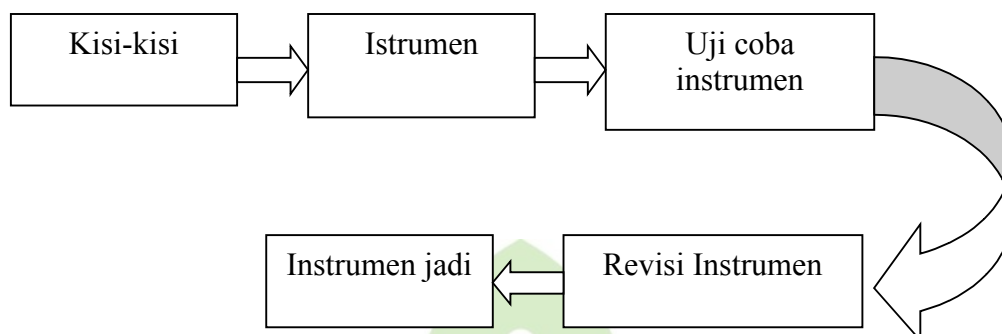 Kisi-kisi
Istrumen
Uji coba
instrumen
Revisi Instrumen
Instrumen jadi